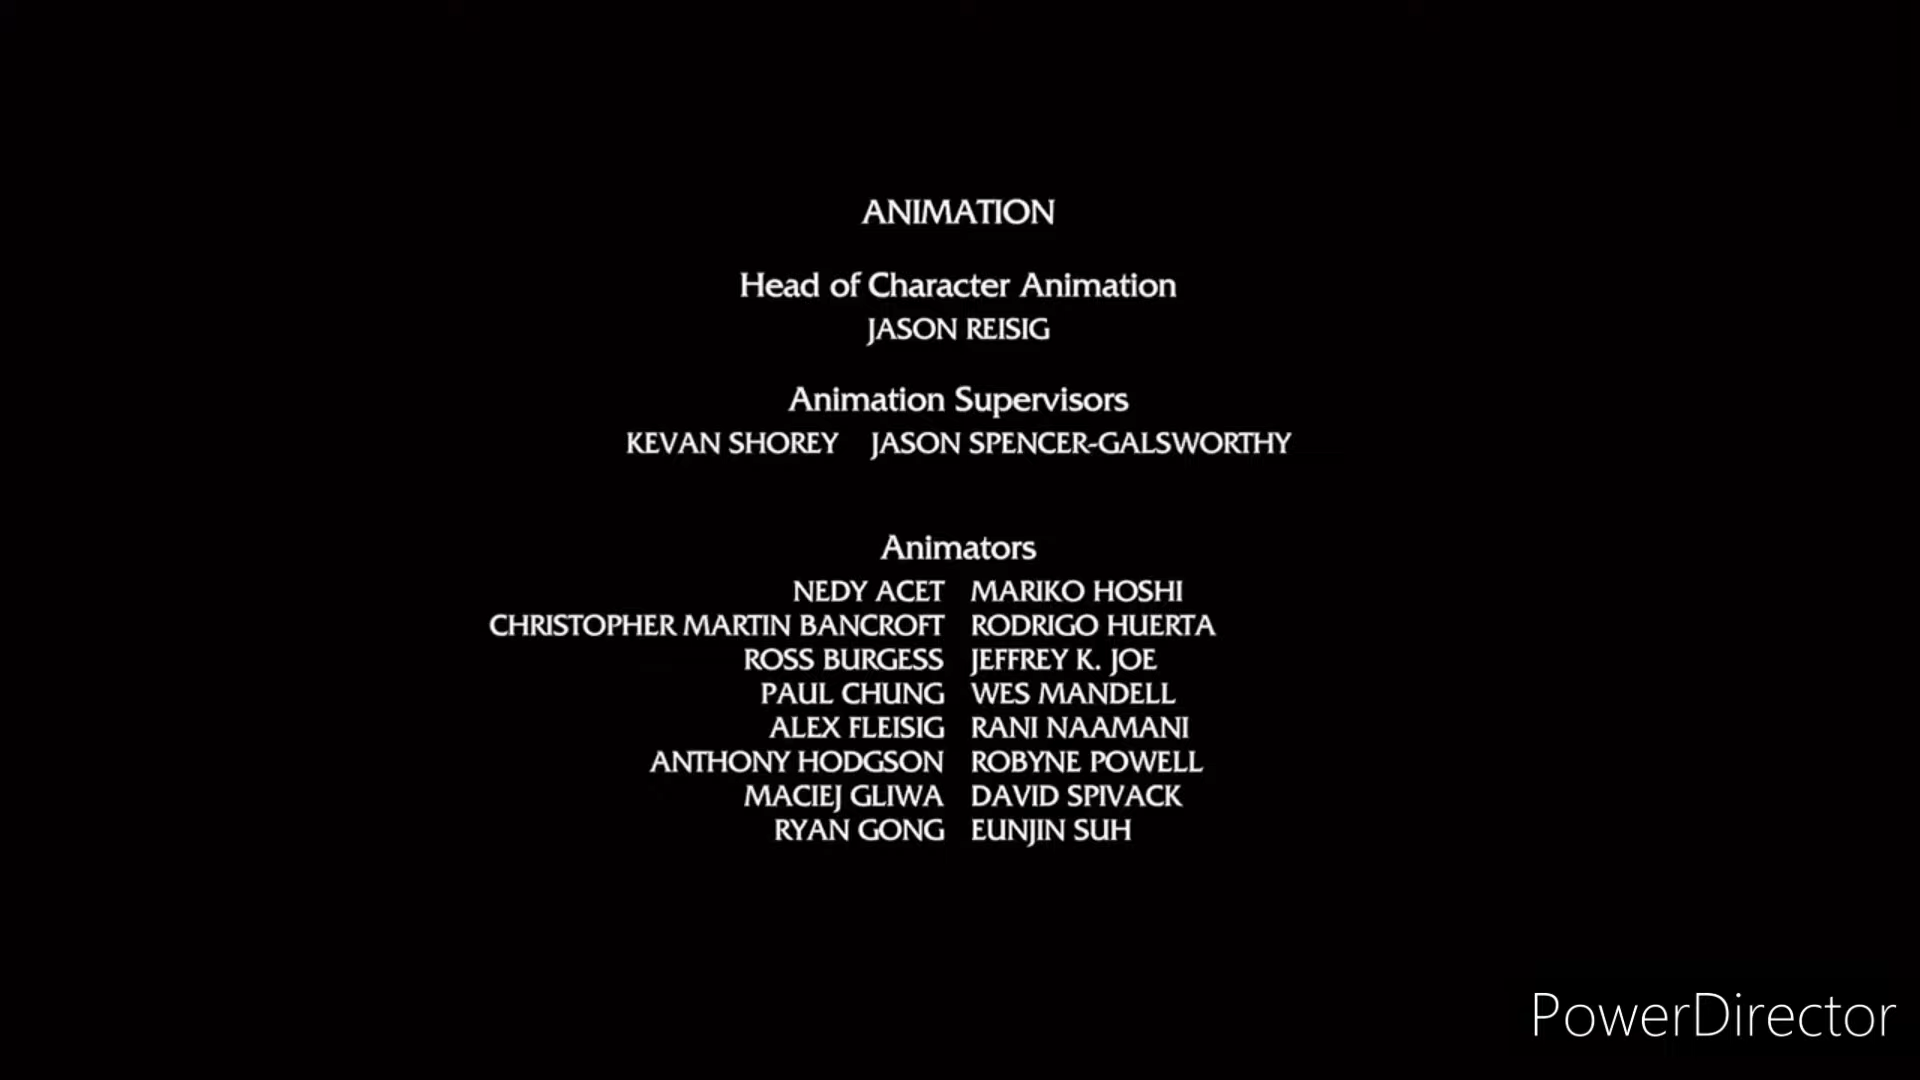 ANIMATION
Head of Character Animation
JASON REISIG
Animation Supervisors
KEVAN SHOREY JASON SPENCER-GALSWORTHY
Animators
NEDY ACET MARIKO HOSHI
CHRISTOPHER MARTIN BANCROFT RODRIGO HUERTA
ROSS BURGESS JEFFREY K. JOE
PAUL CHUNG WES MANDELL
ALEX FLEISIG RANI NAAMANI
ANTHONY HODGSON ROBYNE POWELL
MACIEJ GLIWA DAVID SPIVACK
RYAN GONG EUNJIN SUH
PowerDirector